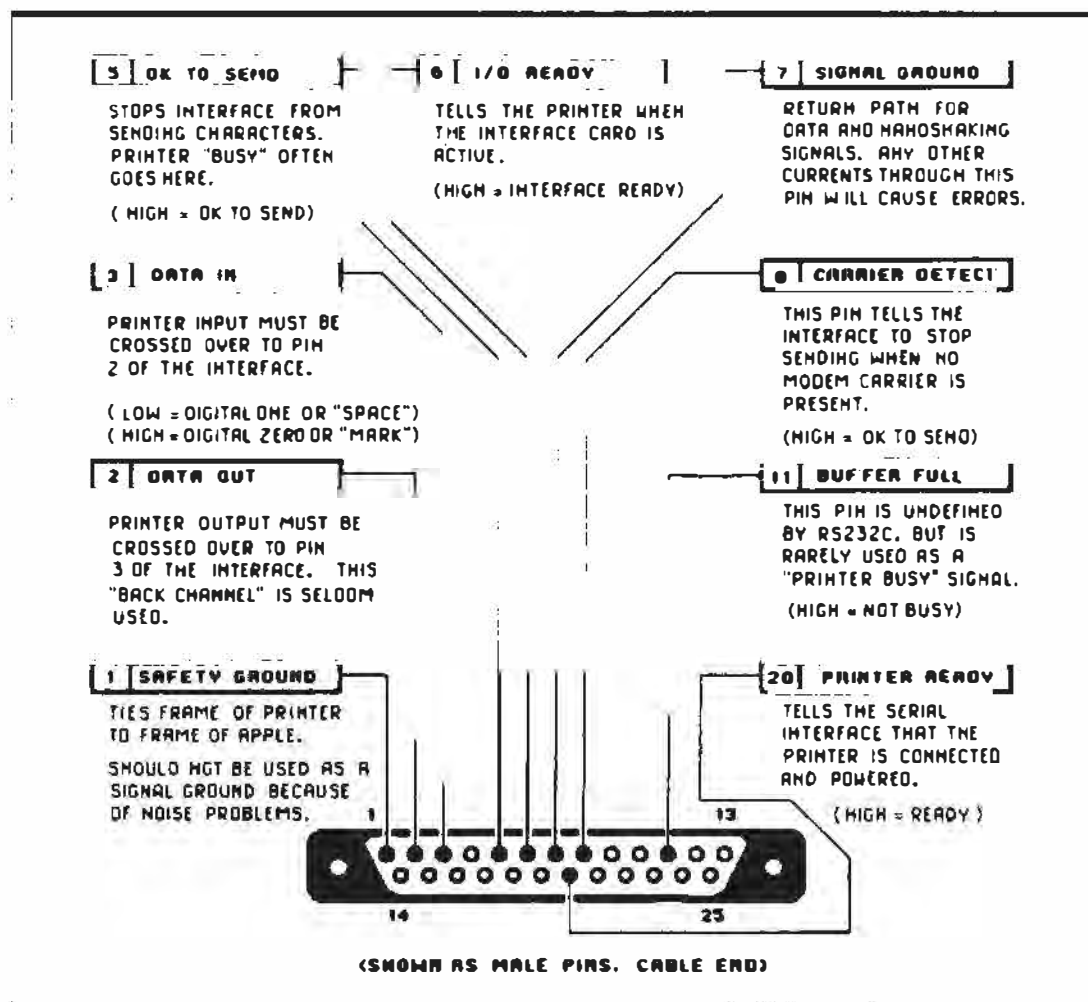 5 OK TO SEND
STOPS INTERFACE FROM
SENDING CHARACTERS.
PRINTER "BUSY" OFTEN
GOES HERE.
(HIGH = OK TO SEND)
6 I/O READY
TELLS THE PRINTER WHEN
THE INTERFACE CARD IS
ACTIVE.
(HIGH = INTERFACE READY)
7 SIGNAL GROUND
RETURN PATH FOR
DATA AND HANDSHAKING
SIGNALS. ANY OTHER
CURRENTS THROUGH THIS
PIN WILL CAUSE ERRORS.
3 DATA IN
PRINTER INPUT MUST BE
CROSSED OVER TO PIN
2 OF THE INTERFACE.
(LOW = DIGITAL ONE OR "SPACE")
(HIGH = DIGITAL ZERO OR "MARK")
8 CARRIER DETECT
THIS PIN TELLS THE
INTERFACE TO STOP
SENDING WHEN NO
MODEM CARRIER IS
PRESENT.
(HIGH = OK TO SEND)
2 DATA OUT
PRINTER OUTPUT MUST BE
CROSSED OVER TO PIN
3 OF THE INTERFACE. THIS
"BACK CHANNEL" IS SELDOM
USED.
11 BUFFER FULL
THIS PIN IS UNDEFINED
BY RS232C, BUT IS
RARELY USED AS A
"PRINTER BUSY" SIGNAL.
(HIGH = NOT BUSY)
1 SAFETY GROUND
TIES FRAME OF PRINTER
TO FRAME OF APPLE.
SHOULD NOT BE USED AS A
SIGNAL GROUND BECAUSE
OF NOISE PROBLEMS.
20 PRINTER READY
TELLS THE SERIAL
INTERFACE THAT THE
PRINTER IS CONNECTED
AND POWERED.
(HIGH = READY)
1
13
14
25
(SHOWN AS MALE PINS, CABLE END)